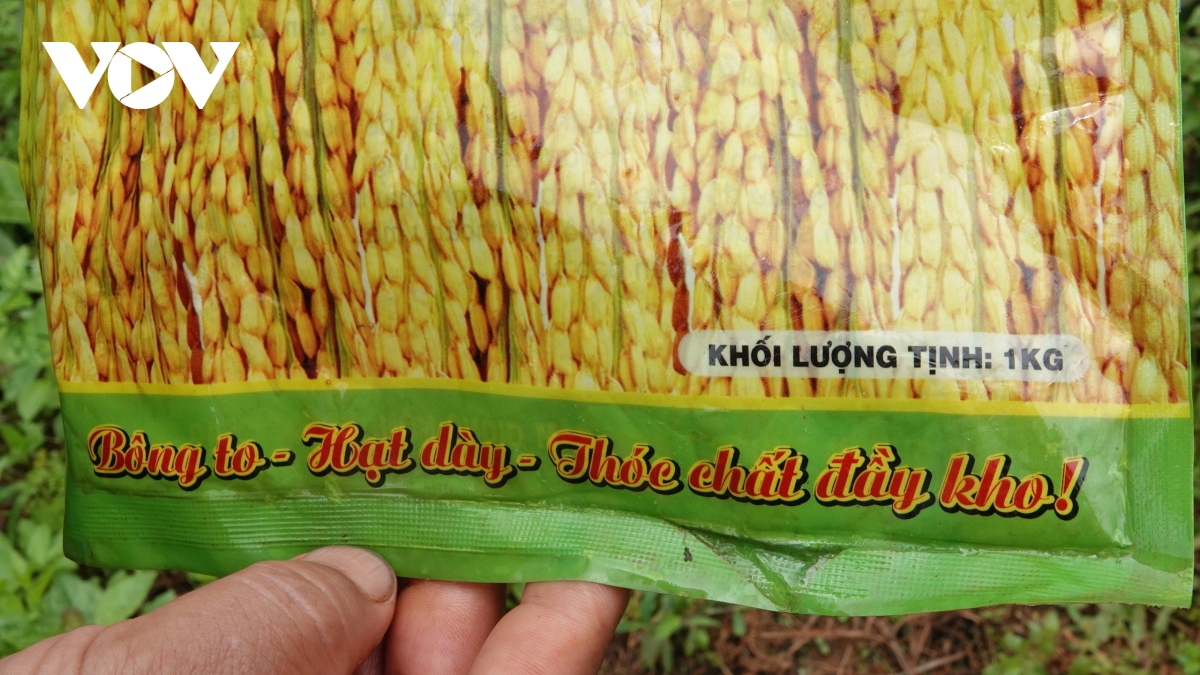 VOV
KHỐI LƯỢNG TỊNH: 1KG
Bông to - Hạt dày - Thóc chất đầy kho!